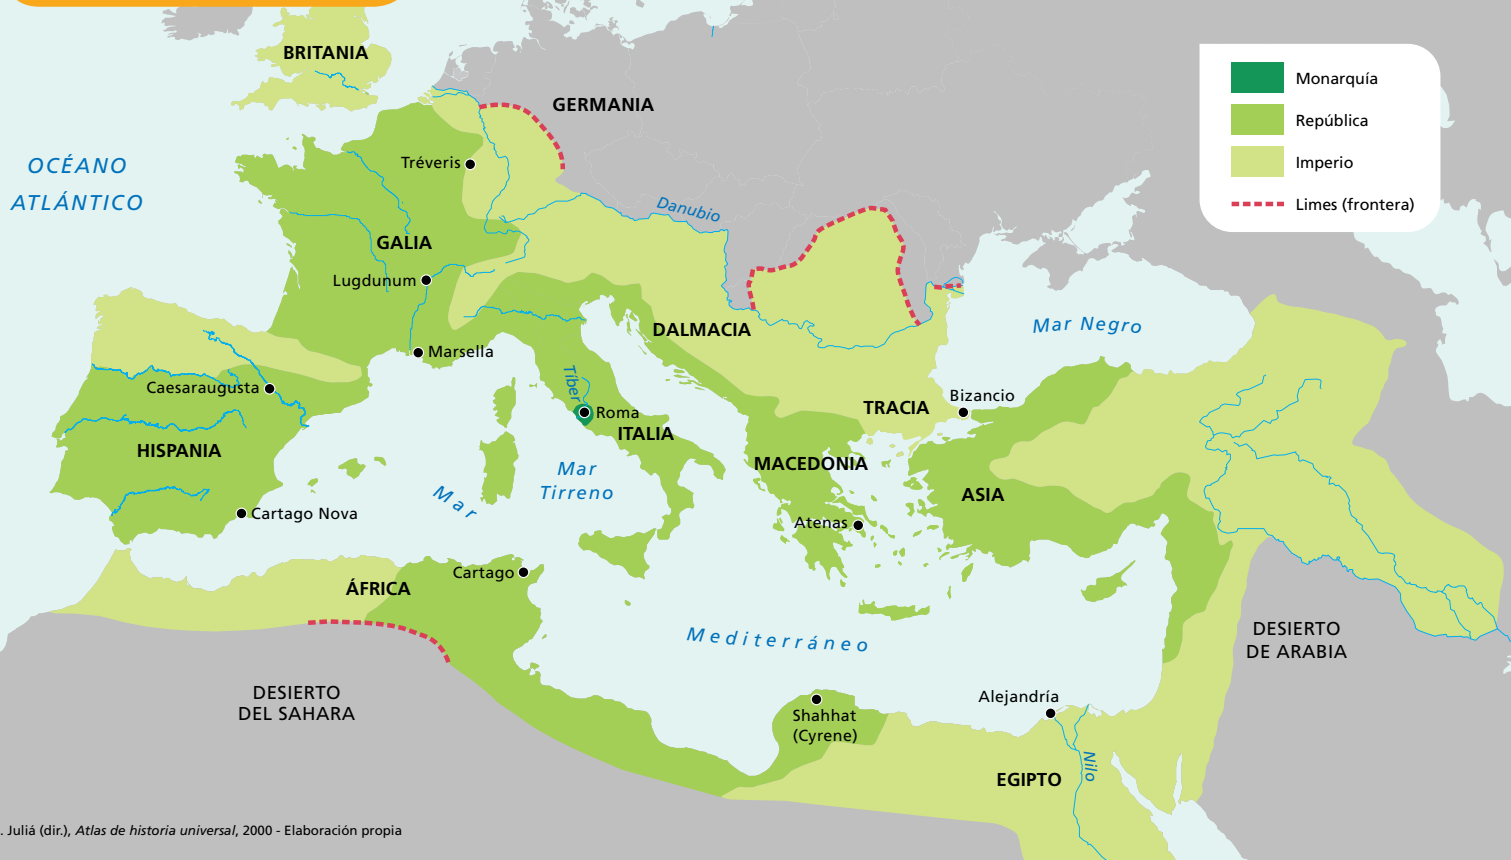 BRITANIA
GERMANIA
Monarquía
República
Imperio
Limes (frontera)
OCÉANO
ATLÁNTICO
Tréveris
Danubio
GALIA
Lugdunum
Marsella
DALMACIA
Mar Negro
Caesaraugusta
Tíber
Roma
ITALIA
TRACIA
Bizancio
HISPANIA
Mar
Tirreno
MACEDONIA
ASIA
Cartago Nova
Mar
Atenas
ÁFRICA
Cartago
Mediterráneo
DESIERTO
DE ARABIA
DESIERTO
DEL SAHARA
Shahhat
(Cyrene)
Alejandría
EGIPTO
Nilo
. Juliá (dir.), Atlas de historia universal, 2000 - Elaboración propia